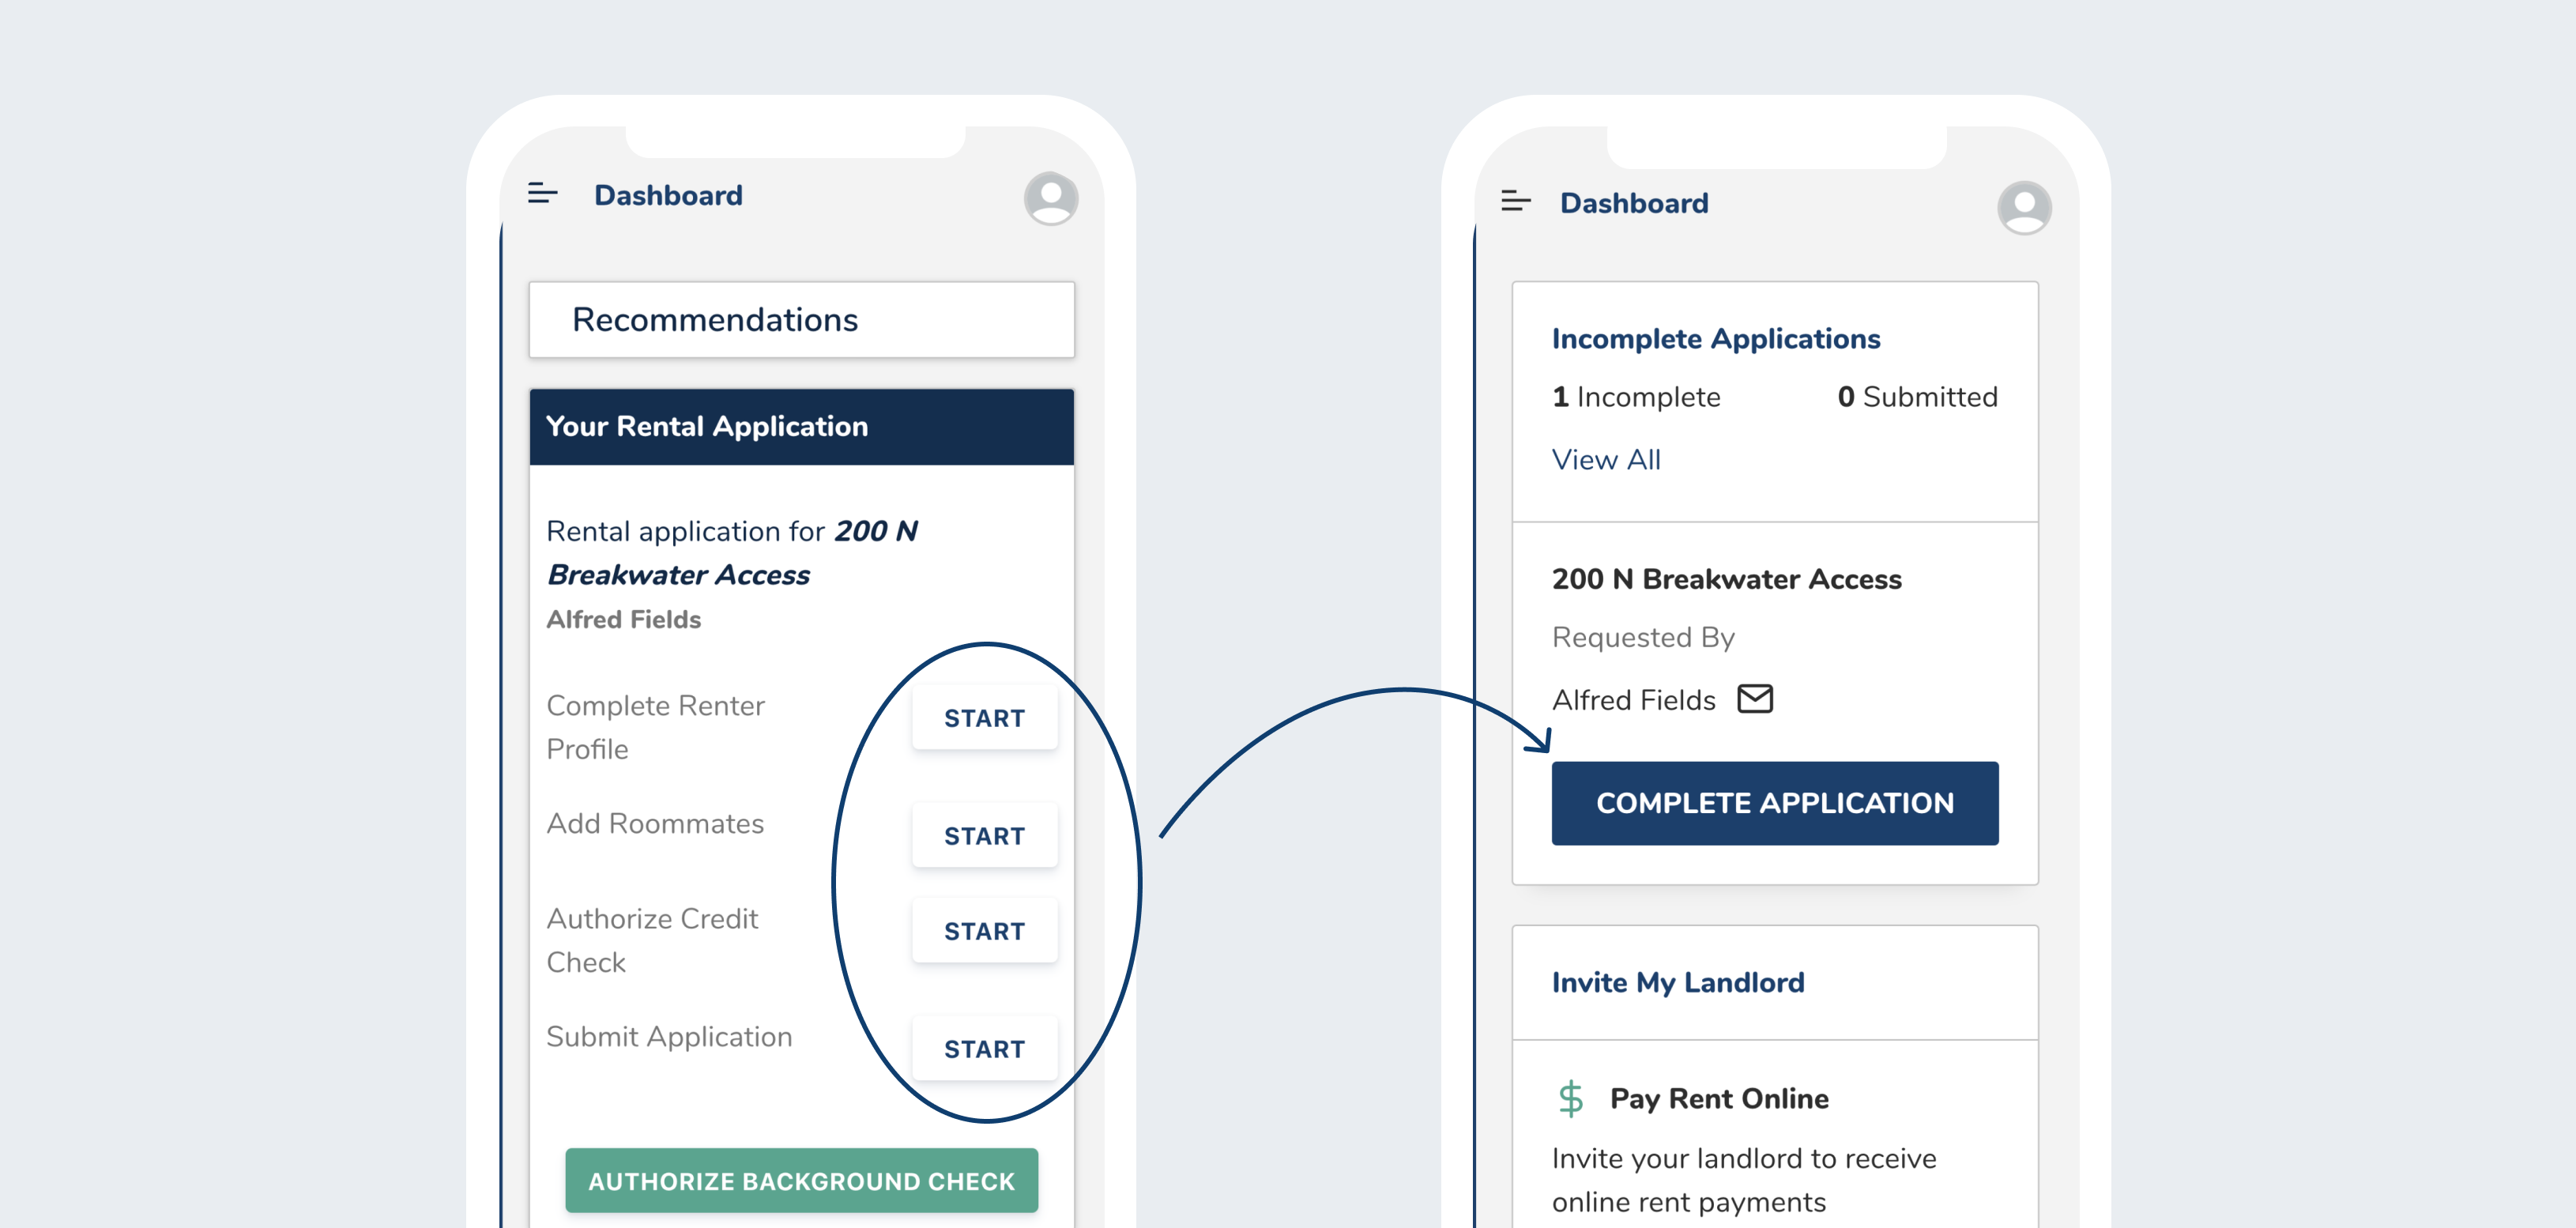 Dashboard
Recommendations
Your Rental Application
Rental application for 200 N
Breakwater Access
Alfred Fields
Complete Renter
Profile
START
Add Roommates
START
Authorize Credit
Check
START
Submit Application
START
AUTHORIZE BACKGROUND CHECK
Dashboard
Incomplete Applications
1 Incomplete
0 Submitted
View All
200 N Breakwater Access
Requested By
Alfred Fields
COMPLETE APPLICATION
Invite My Landlord
$ Pay Rent Online
Invite your landlord to receive
online rent payments